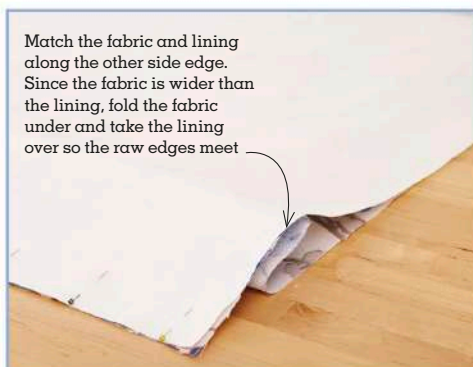 Match the fabric and lining
along the other side edge.
Since the fabric is wider than
the lining, fold the fabric
under and take the lining
over so the raw edges meet